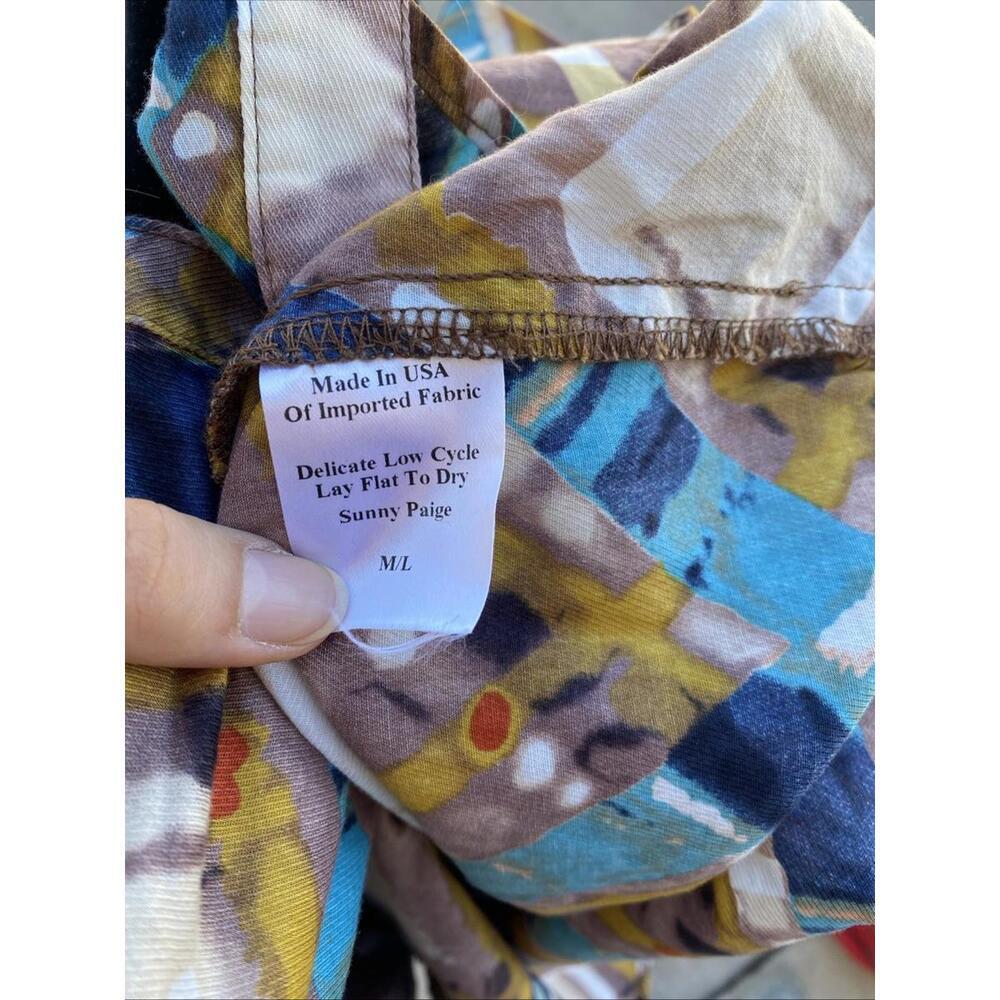 Made In USA
Of Imported Fabric
Delicate Low Cycle
Lay Flat To Dry
Sunny Paige
M/L